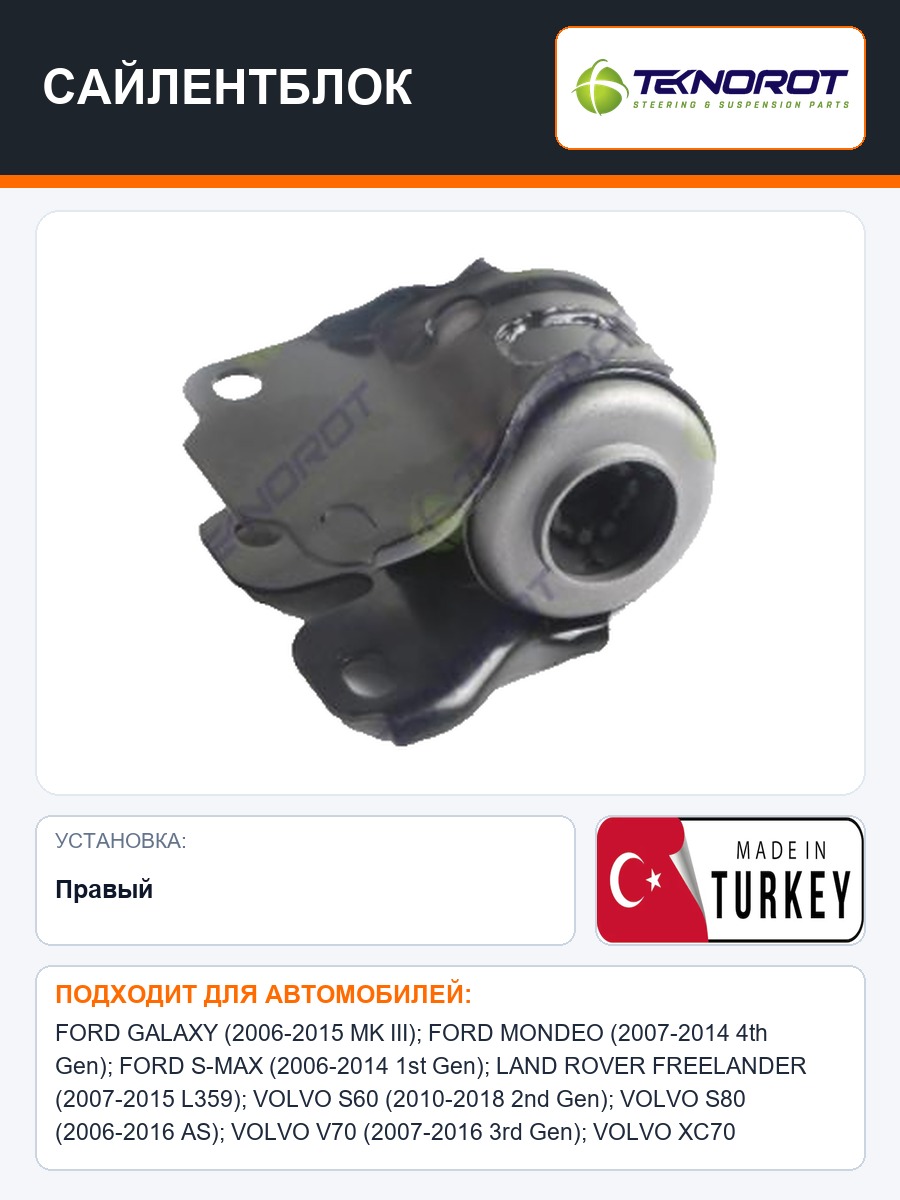 САЙЛЕНТБЛОК
TEKNOROT
STEERING & SUSPENSION PARTS
TEKNOROT
УСТАНОВКА:
Правый
MADE IN
TURKEY
ПОДХОДИТ ДЛЯ АВТОМОБИЛЕЙ:
FORD GALAXY (2006-2015 MK III); FORD MONDEO (2007-2014 4th
Gen); FORD S-MAX (2006-2014 1st Gen); LAND ROVER FREELANDER
(2007-2015 L359); VOLVO S60 (2010-2018 2nd Gen); VOLVO S80
(2006-2016 AS); VOLVO V70 (2007-2016 3rd Gen); VOLVO XC70